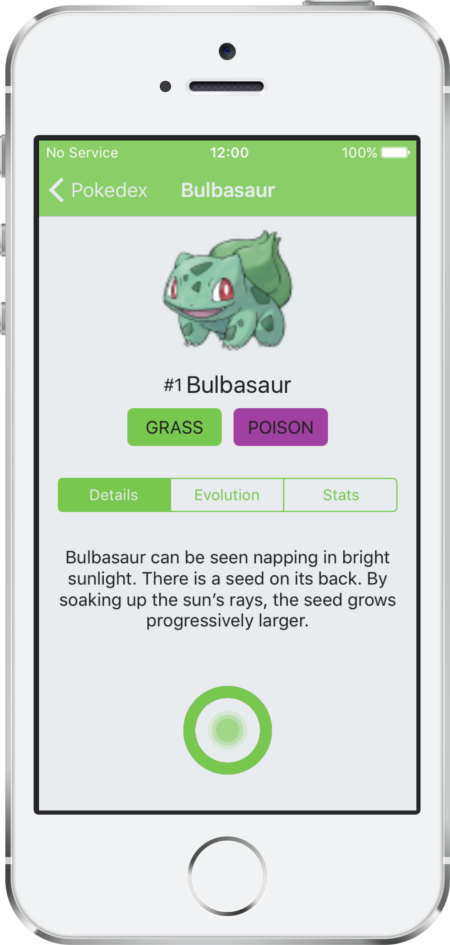 No Service 12:00 100%
Pokedex Bulbasaur
#1 Bulbasaur
GRASS POISON
Details Evolution Stats
Bulbasaur can be seen napping in bright
sunlight. There is a seed on its back. By
soaking up the sun’s rays, the seed grows
progressively larger.